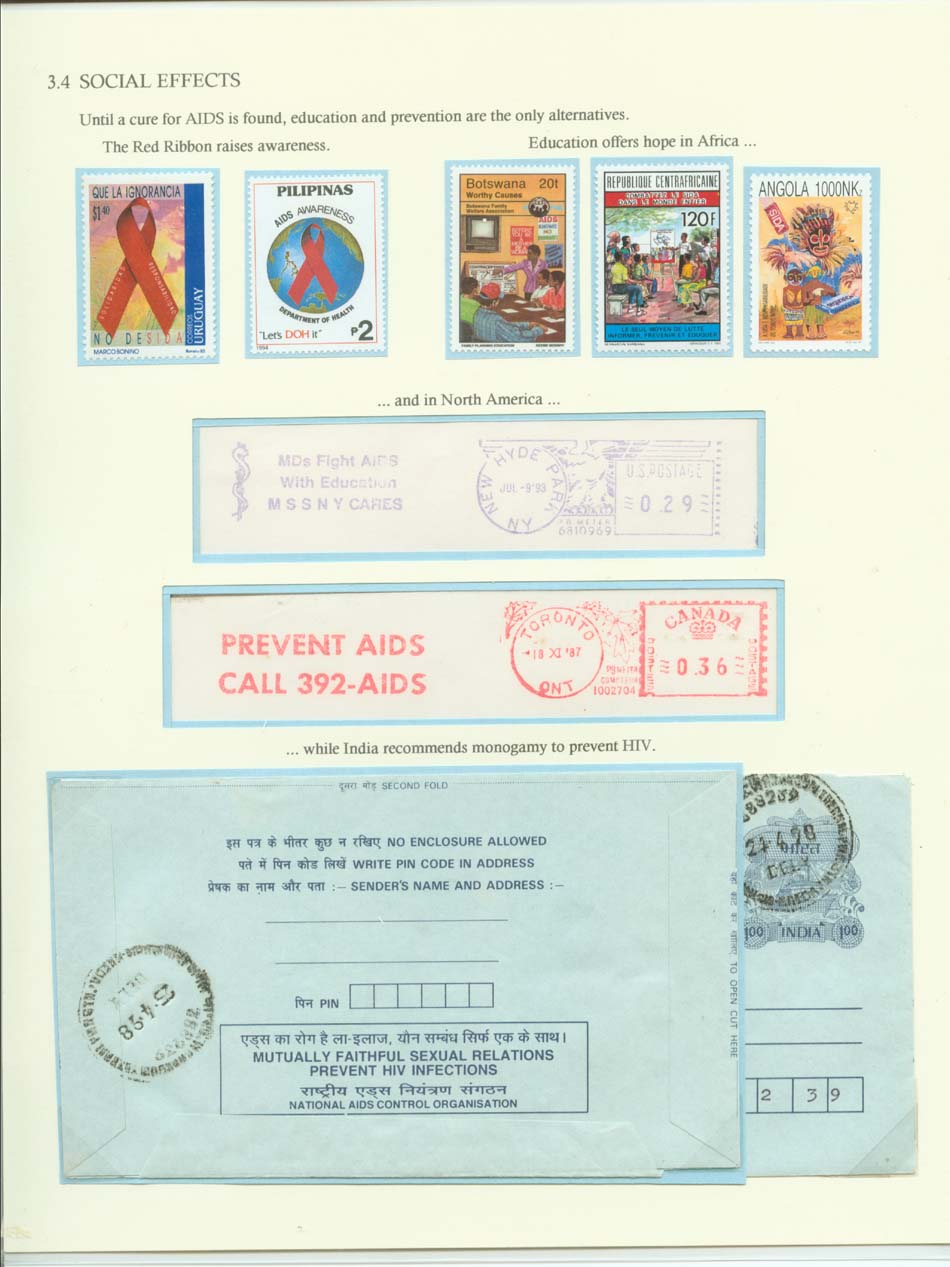 3.4 SOCIAL EFFECTS
Until a cure for AIDS is found, education and prevention are the only alternatives.
The Red Ribbon raises awareness.
Education offers hope in Africa ...
QUE LA IGNORANCIA
$1.40
NO DE SIDA
CORREOS
URUGUAY
MARCO BONINO
PILIPINAS
AIDS AWARENESS
DEPARTMENT OF HEALTH
"Let's DOH it"
P2
1994
Botswana 20t
Worthy Causes
Botswana Family
Welfare Association
AIDS
FAMILY PLANNING EDUCATION
REPUBLIQUE CENTRAFRICAINE
COMBATTEZ LE SIDA
DANS LE MONDE ENTIER
120F
LE SEUL MOYEN DE LUTTE
INFORMER, PREVENIR ET EDUQUER
ANGOLA 1000NKz
SIDA
... and in North America ...
MDs Fight AIDS
With Education
M S S N Y CARES
NEW HYDE PARK
JUL -9 '93
NY
PB METER
6810969
U.S. POSTAGE
0.29
PREVENT AIDS
CALL 392-AIDS
TORONTO
18 XI '87
ONT
PB METER
1002704
CANADA
0.36
... while India recommends monogamy to prevent HIV.
दूसरा मोड़ SECOND FOLD
इस पत्र के भीतर कुछ न रखिए NO ENCLOSURE ALLOWED
पते में पिन कोड लिखें WRITE PIN CODE IN ADDRESS
प्रेषक का नाम और पता :– SENDER'S NAME AND ADDRESS :–
पिन PIN
एड्स का रोग है ला-इलाज, यौन सम्बंध सिर्फ एक के साथ।
MUTUALLY FAITHFUL SEXUAL RELATIONS
PREVENT HIV INFECTIONS
राष्ट्रीय एड्स नियंत्रण संगठन
NATIONAL AIDS CONTROL ORGANISATION
TO OPEN CUT HERE
भारत
1.00 INDIA 1.00
2 3 9